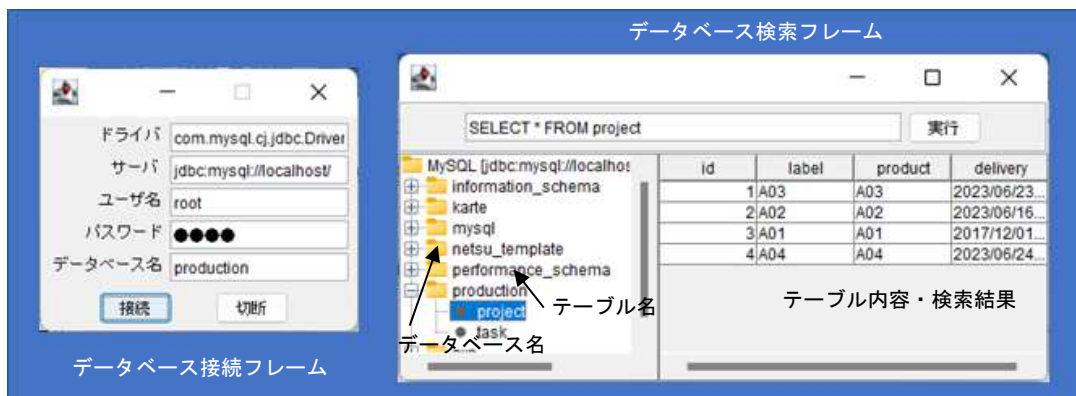 データベース検索フレーム
ドライバ com.mysql.cj.jdbc.Driver
サーバ jdbc:mysql://localhost/
ユーザ名 root
パスワード ●●●●
データベース名 production
接続 切断
データベース接続フレーム
SELECT * FROM project 実行
MySQL [jdbc:mysql://localhos
information_schema
karte
mysql
netsu_template
performance_schema
production
project
task
テーブル名
データベース名
id label product delivery
1 A03 A03 2023/06/23...
2 A02 A02 2023/06/16...
3 A01 A01 2017/12/01...
4 A04 A04 2023/06/24...
テーブル内容・検索結果